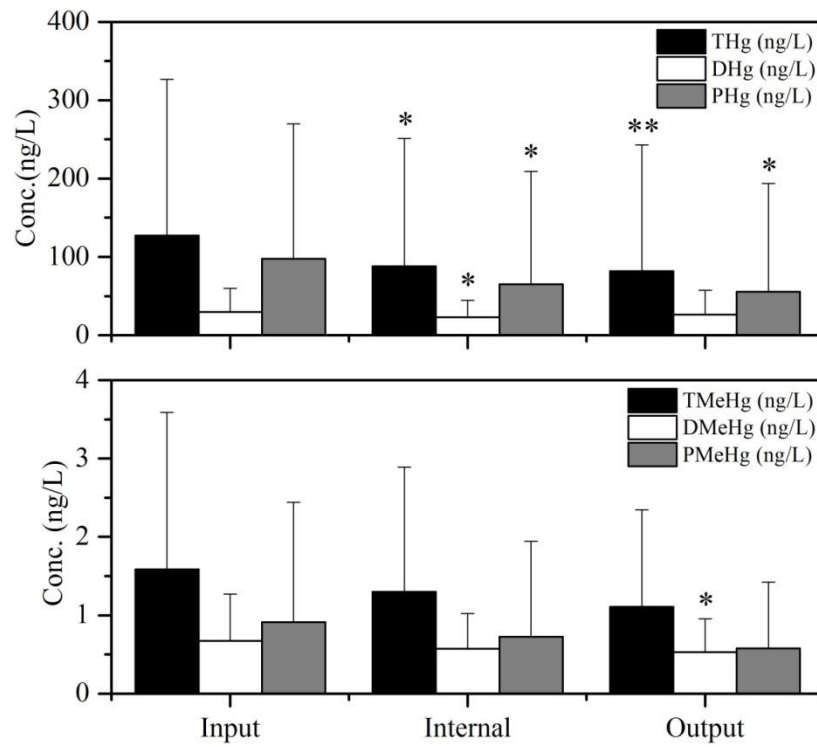 400
300
200
100
0
Conc.(ng/L)
THg (ng/L)
DHg (ng/L)
PHg (ng/L)
*
*
*
**
*
4
3
2
1
0
Conc. (ng/L)
TMeHg (ng/L)
DMeHg (ng/L)
PMeHg (ng/L)
*
Input Internal Output